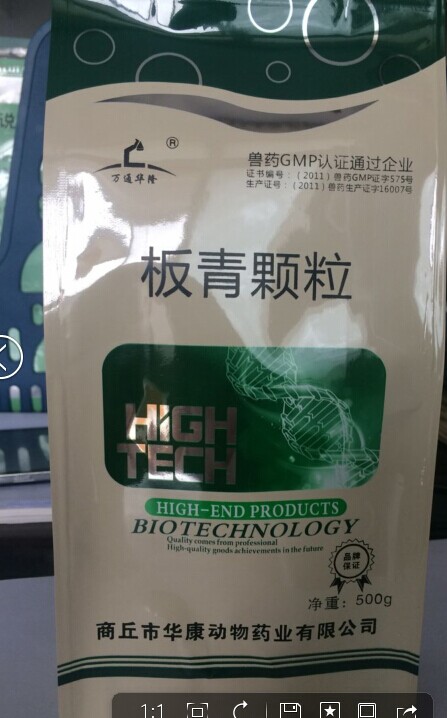 ®
万通华隆
兽药GMP认证通过企业
证书编号：（2011）兽药GMP证字575号
生产证号：（2011）兽药生产证字16007号
板青颗粒
HiGH
TECH
HIGH-END PRODUCTS
BIOTECHNOLOGY
Quality comes from professional
High-quality goods achievements in the future
品牌
保证
净重：500g
商丘市华康动物药业有限公司
1:1